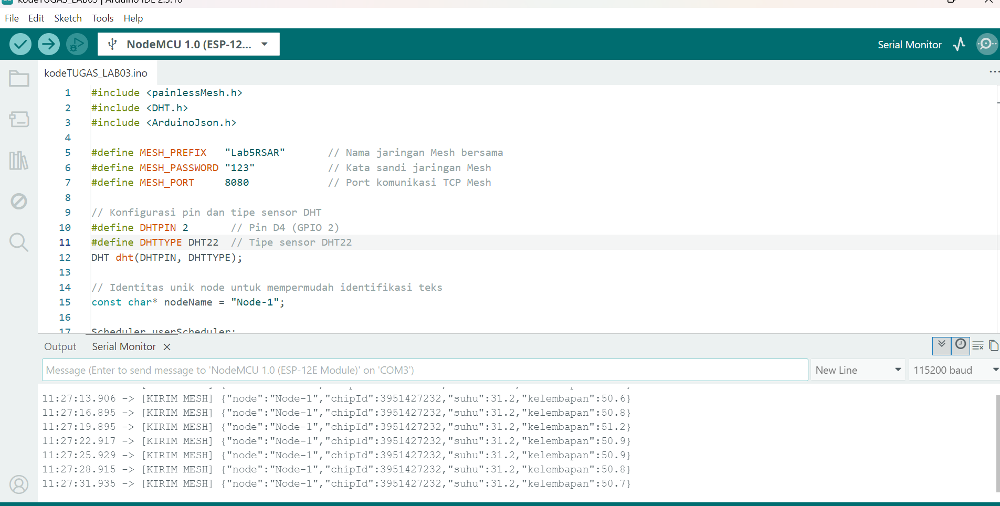 kodeTUGAS_LAB03 | Arduino IDE 2.3.10
File Edit Sketch Tools Help
NodeMCU 1.0 (ESP-12...
Serial Monitor
kodeTUGAS_LAB03.ino
1 #include <painlessMesh.h>
2 #include <DHT.h>
3 #include <ArduinoJson.h>
4
5 #define MESH_PREFIX "Lab5RSAR" // Nama jaringan Mesh bersama
6 #define MESH_PASSWORD "123" // Kata sandi jaringan Mesh
7 #define MESH_PORT 8080 // Port komunikasi TCP Mesh
8
9 // Konfigurasi pin dan tipe sensor DHT
10 #define DHTPIN 2 // Pin D4 (GPIO 2)
11 #define DHTTYPE DHT22 // Tipe sensor DHT22
12 DHT dht(DHTPIN, DHTTYPE);
13
14 // Identitas unik node untuk mempermudah identifikasi teks
15 const char* nodeName = "Node-1";
16
17 Scheduler userScheduler;
Output Serial Monitor
Message (Enter to send message to 'NodeMCU 1.0 (ESP-12E Module)' on 'COM3')
New Line
115200 baud
11:27:13.906 -> [KIRIM MESH] {"node":"Node-1","chipId":3951427232,"suhu":31.2,"kelembapan":50.6}
11:27:16.895 -> [KIRIM MESH] {"node":"Node-1","chipId":3951427232,"suhu":31.2,"kelembapan":50.8}
11:27:19.895 -> [KIRIM MESH] {"node":"Node-1","chipId":3951427232,"suhu":31.2,"kelembapan":51.2}
11:27:22.917 -> [KIRIM MESH] {"node":"Node-1","chipId":3951427232,"suhu":31.2,"kelembapan":50.9}
11:27:25.929 -> [KIRIM MESH] {"node":"Node-1","chipId":3951427232,"suhu":31.2,"kelembapan":50.9}
11:27:28.915 -> [KIRIM MESH] {"node":"Node-1","chipId":3951427232,"suhu":31.2,"kelembapan":50.8}
11:27:31.935 -> [KIRIM MESH] {"node":"Node-1","chipId":3951427232,"suhu":31.2,"kelembapan":50.7}